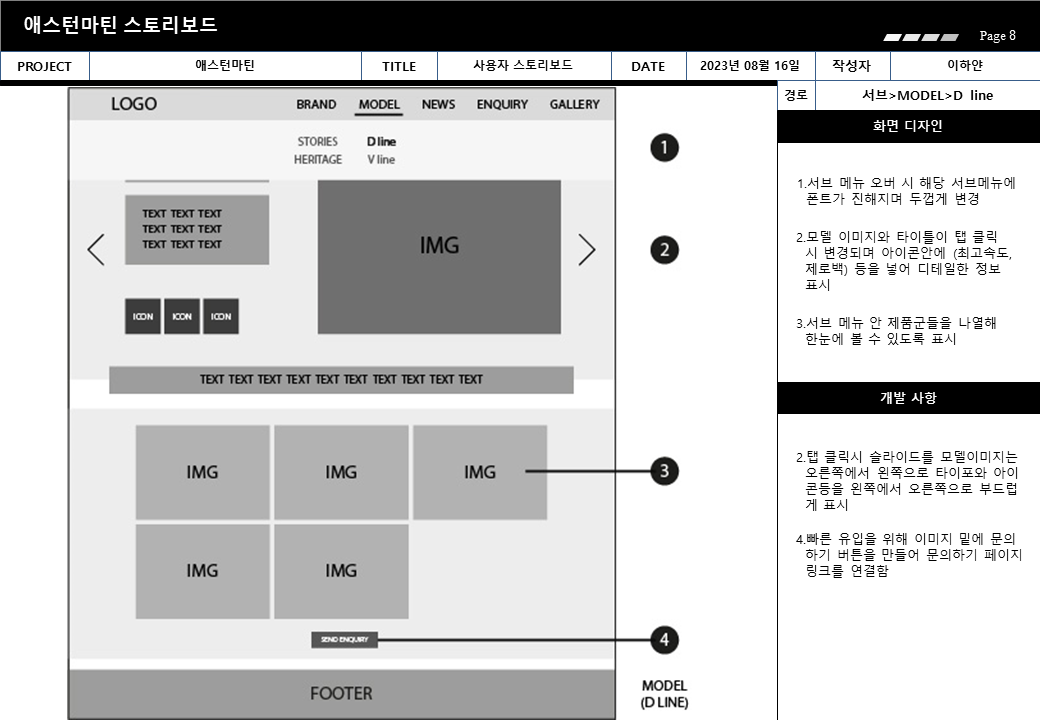 애스턴마틴 스토리보드
Page 8
PROJECT 애스턴마틴 TITLE 사용자 스토리보드 DATE 2023년 08월 16일 작성자 이하얀
경로 서브>MODEL>D line
LOGO BRAND MODEL NEWS ENQUIRY GALLERY
STORIES D line
HERITAGE V line
1
TEXT TEXT TEXT
TEXT TEXT TEXT
TEXT TEXT TEXT
IMG
2
ICON ICON ICON
TEXT TEXT TEXT TEXT TEXT TEXT TEXT TEXT TEXT TEXT
IMG IMG IMG
3
IMG IMG
SEND ENQUIRY
4
FOOTER
MODEL
(D LINE)
화면 디자인
1.서브 메뉴 오버 시 해당 서브메뉴에
폰트가 진해지며 두껍게 변경
2.모델 이미지와 타이틀이 탭 클릭
시 변경되며 아이콘안에 (최고속도,
제로백) 등을 넣어 디테일한 정보
표시
3.서브 메뉴 안 제품군들을 나열해
한눈에 볼 수 있도록 표시
개발 사항
2.탭 클릭시 슬라이드를 모델이미지는
오른쪽에서 왼쪽으로 타이포와 아이
콘등을 왼쪽에서 오른쪽으로 부드럽
게 표시
4.빠른 유입을 위해 이미지 밑에 문의
하기 버튼을 만들어 문의하기 페이지
링크를 연결함